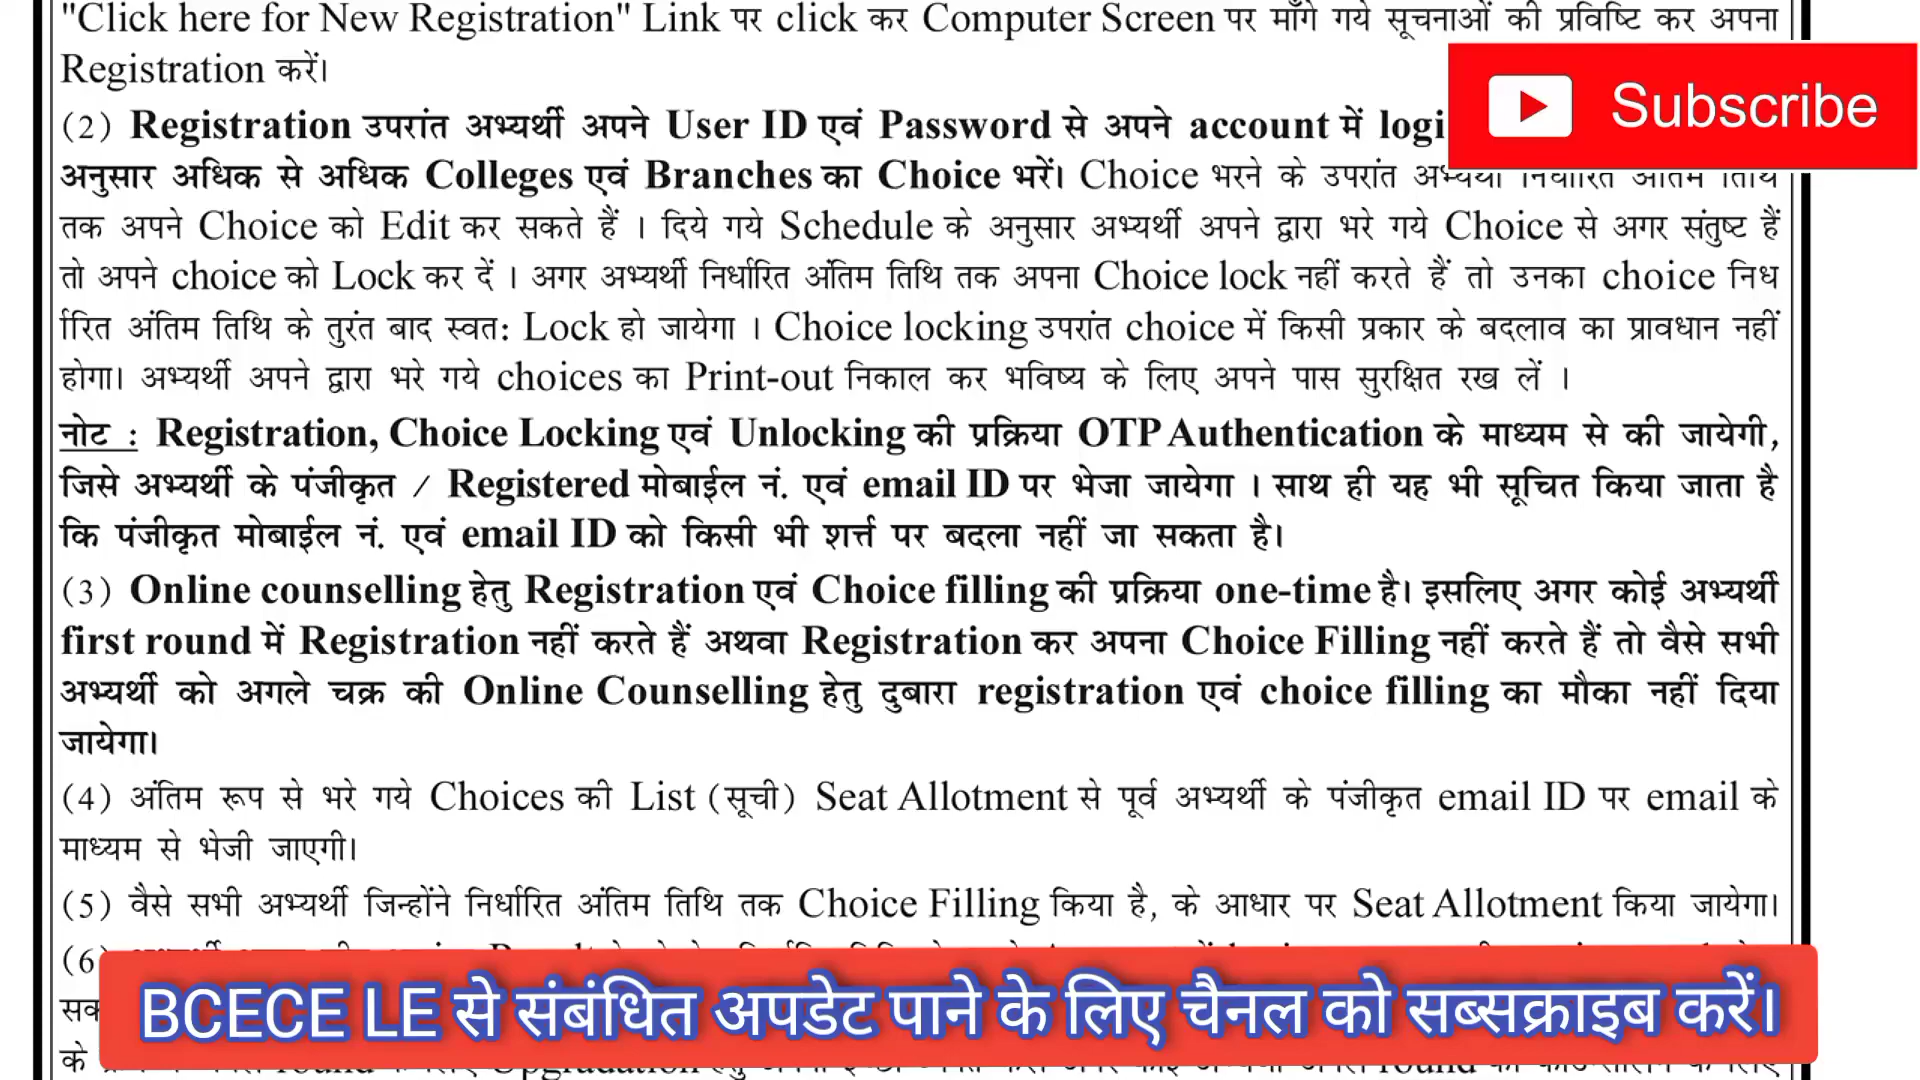 "Click here for New Registration" Link पर click कर Computer Screen पर माँगे गये सूचनाओं की प्रविष्टि कर अपना
Registration करें।
Subscribe
(2) Registration उपरांत अभ्यर्थी अपने User ID एवं Password से अपने account में logi
अनुसार अधिक से अधिक Colleges एवं Branches का Choice भरें। Choice भरने के उपरांत अभ्यर्थी निर्धारित अंतिम तिथि
तक अपने Choice को Edit कर सकते हैं । दिये गये Schedule के अनुसार अभ्यर्थी अपने द्वारा भरे गये Choice से अगर संतुष्ट हैं
तो अपने choice को Lock कर दें । अगर अभ्यर्थी निर्धारित अंतिम तिथि तक अपना Choice lock नहीं करते हैं तो उनका choice निध
र्ारित अंतिम तिथि के तुरंत बाद स्वत: Lock हो जायेगा । Choice locking उपरांत choice में किसी प्रकार के बदलाव का प्रावधान नहीं
होगा। अभ्यर्थी अपने द्वारा भरे गये choices का Print-out निकाल कर भविष्य के लिए अपने पास सुरक्षित रख लें ।
नोट : Registration, Choice Locking एवं Unlocking की प्रक्रिया OTP Authentication के माध्यम से की जायेगी,
जिसे अभ्यर्थी के पंजीकृत / Registered मोबाईल नं. एवं email ID पर भेजा जायेगा । साथ ही यह भी सूचित किया जाता है
कि पंजीकृत मोबाईल नं. एवं email ID को किसी भी शर्त्त पर बदला नहीं जा सकता है।
(3) Online counselling हेतु Registration एवं Choice filling की प्रक्रिया one-time है। इसलिए अगर कोई अभ्यर्थी
first round में Registration नहीं करते हैं अथवा Registration कर अपना Choice Filling नहीं करते हैं तो वैसे सभी
अभ्यर्थी को अगले चक्र की Online Counselling हेतु दुबारा registration एवं choice filling का मौका नहीं दिया
जायेगा।
(4) अंतिम रूप से भरे गये Choices की List (सूची) Seat Allotment से पूर्व अभ्यर्थी के पंजीकृत email ID पर email के
माध्यम से भेजी जाएगी।
(5) वैसे सभी अभ्यर्थी जिन्होंने निर्धारित अंतिम तिथि तक Choice Filling किया है, के आधार पर Seat Allotment किया जायेगा।
(6
सक
BCECE LE से संबंधित अपडेट पाने के लिए चैनल को सब्सक्राइब करें।
के